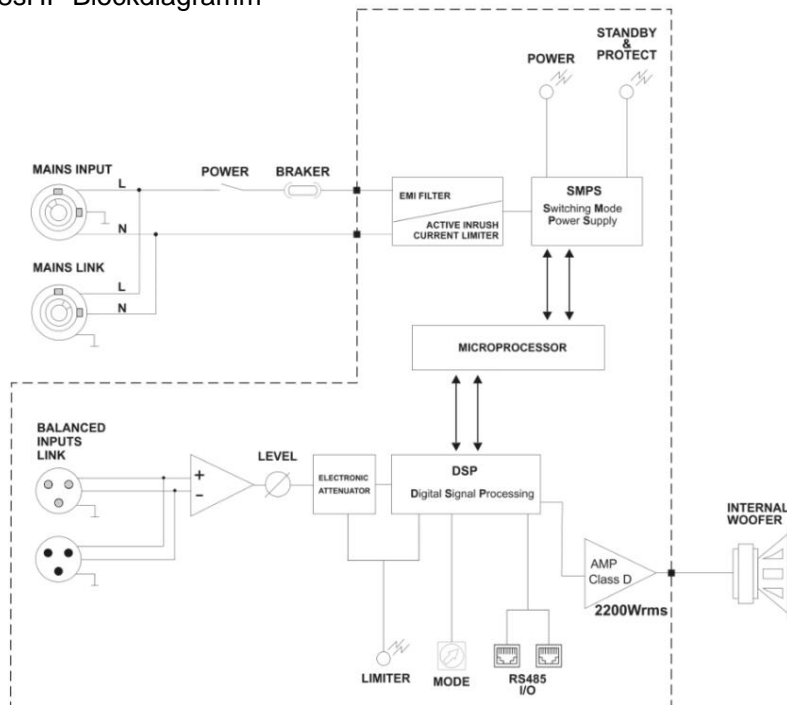 Blockdiagramm
STANDBY
&
PROTECT
POWER
MAINS INPUT
L
POWER
BRAKER
N
EMI FILTER
ACTIVE INRUSH
CURRENT LIMITER
SMPS
Switching Mode
Power Supply
MAINS LINK
L
N
MICROPROCESSOR
BALANCED
INPUTS
LINK
+
-
LEVEL
ELECTRONIC
ATTENUATOR
DSP
Digital Signal Processing
AMP
Class D
2200Wrms
INTERNAL
WOOFER
LIMITER
MODE
RS485
I/O